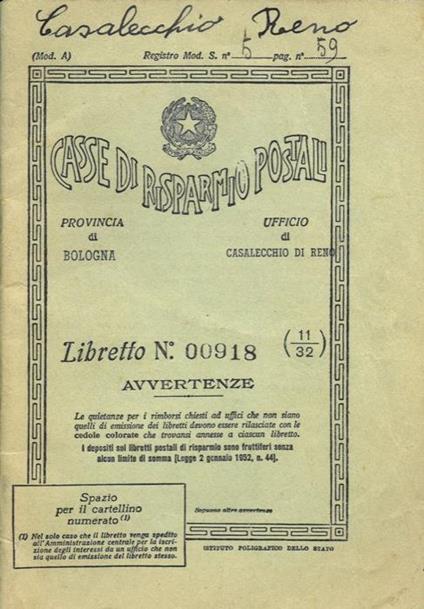 Casalecchio Reno
(Mod. A) Registro Mod. S. n° 5 pag. n° 59
CASSE DI RISPARMIO POSTALI
PROVINCIA UFFICIO
di di
BOLOGNA CASALECCHIO DI RENO
Libretto N.° 00918 (11/32)
AVVERTENZE
Le quietanze per i rimborsi chiesti ad uffici che non siano
quelli di emissione dei libretti devono essere rilasciate con le
cedole colorate che trovansi annesse a ciascun libretto.
I depositi sui libretti postali di risparmio sono fruttiferi senza
alcun limite di somma [Legge 2 gennaio 1952, n. 44].
Seguono altre avvertenze
Spazio
per il cartellino
numerato (1)
(1) Nel solo caso che il libretto venga spedito
all'Amministrazione centrale per la iscri-
zione degli interessi da un ufficio che non
sia quello di emissione del libretto stesso.
ISTITUTO POLIGRAFICO DELLO STATO